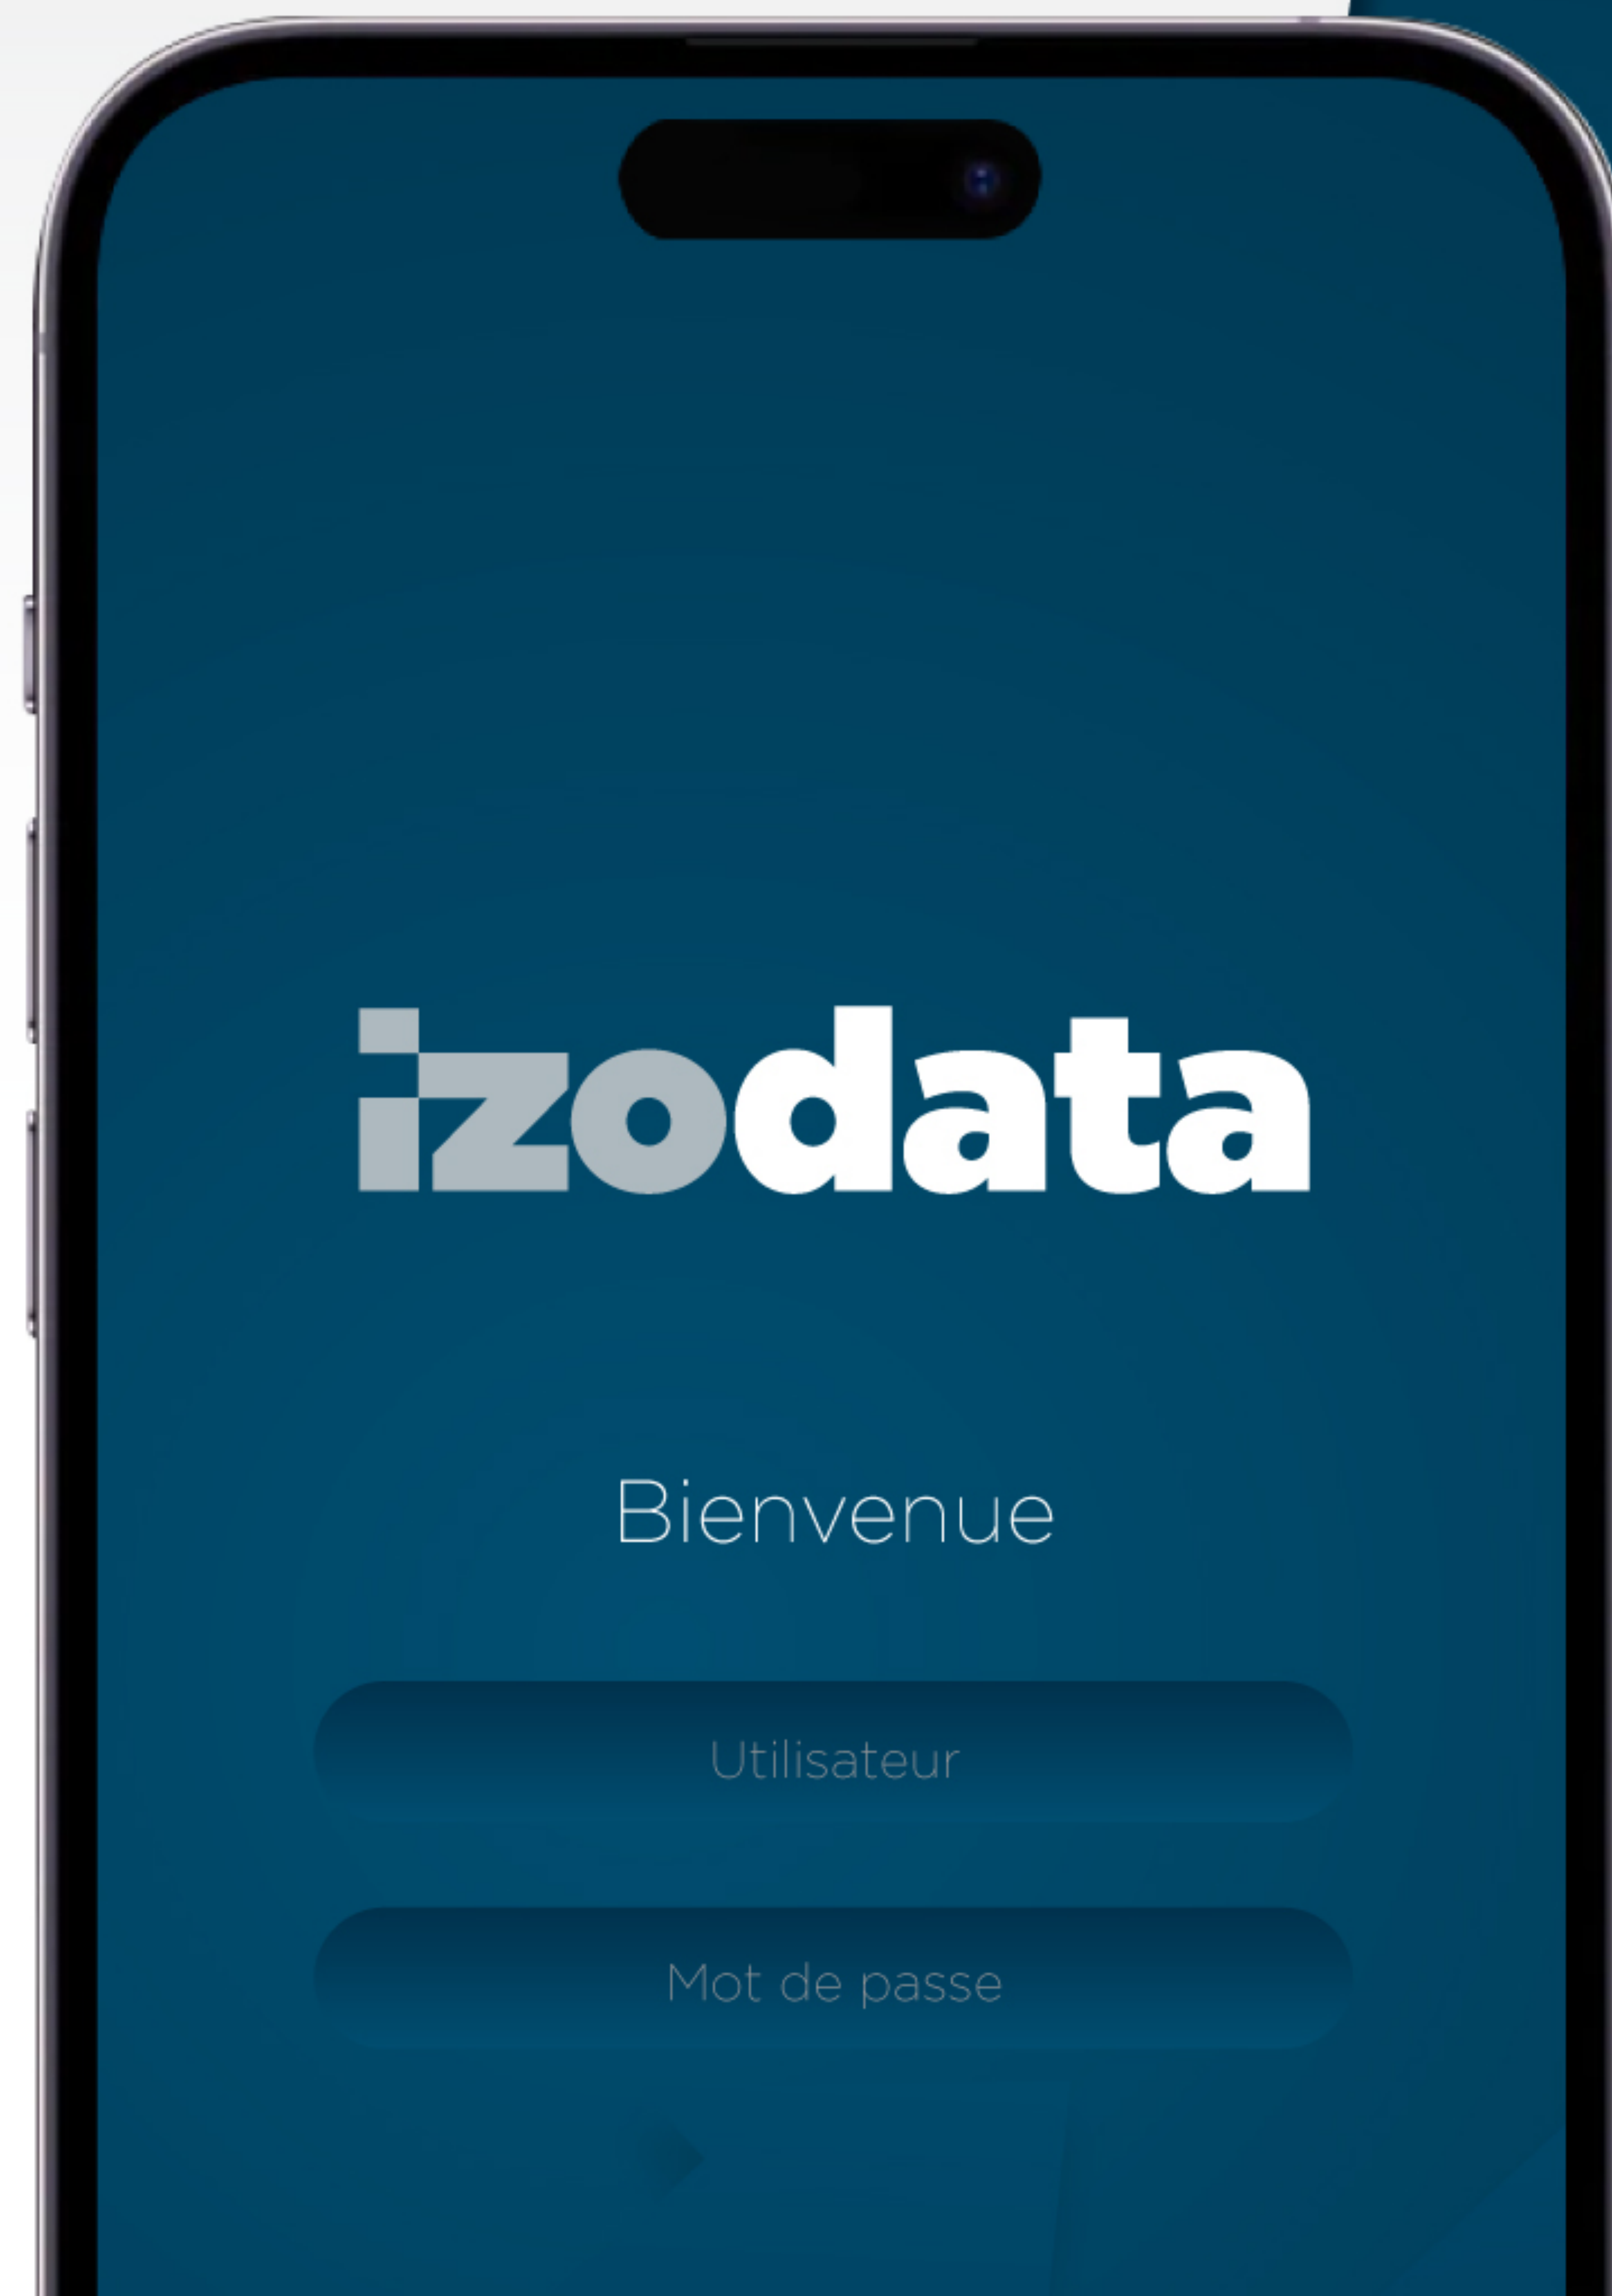 izodata
Bienvenue
Utilisateur
Mot de passe